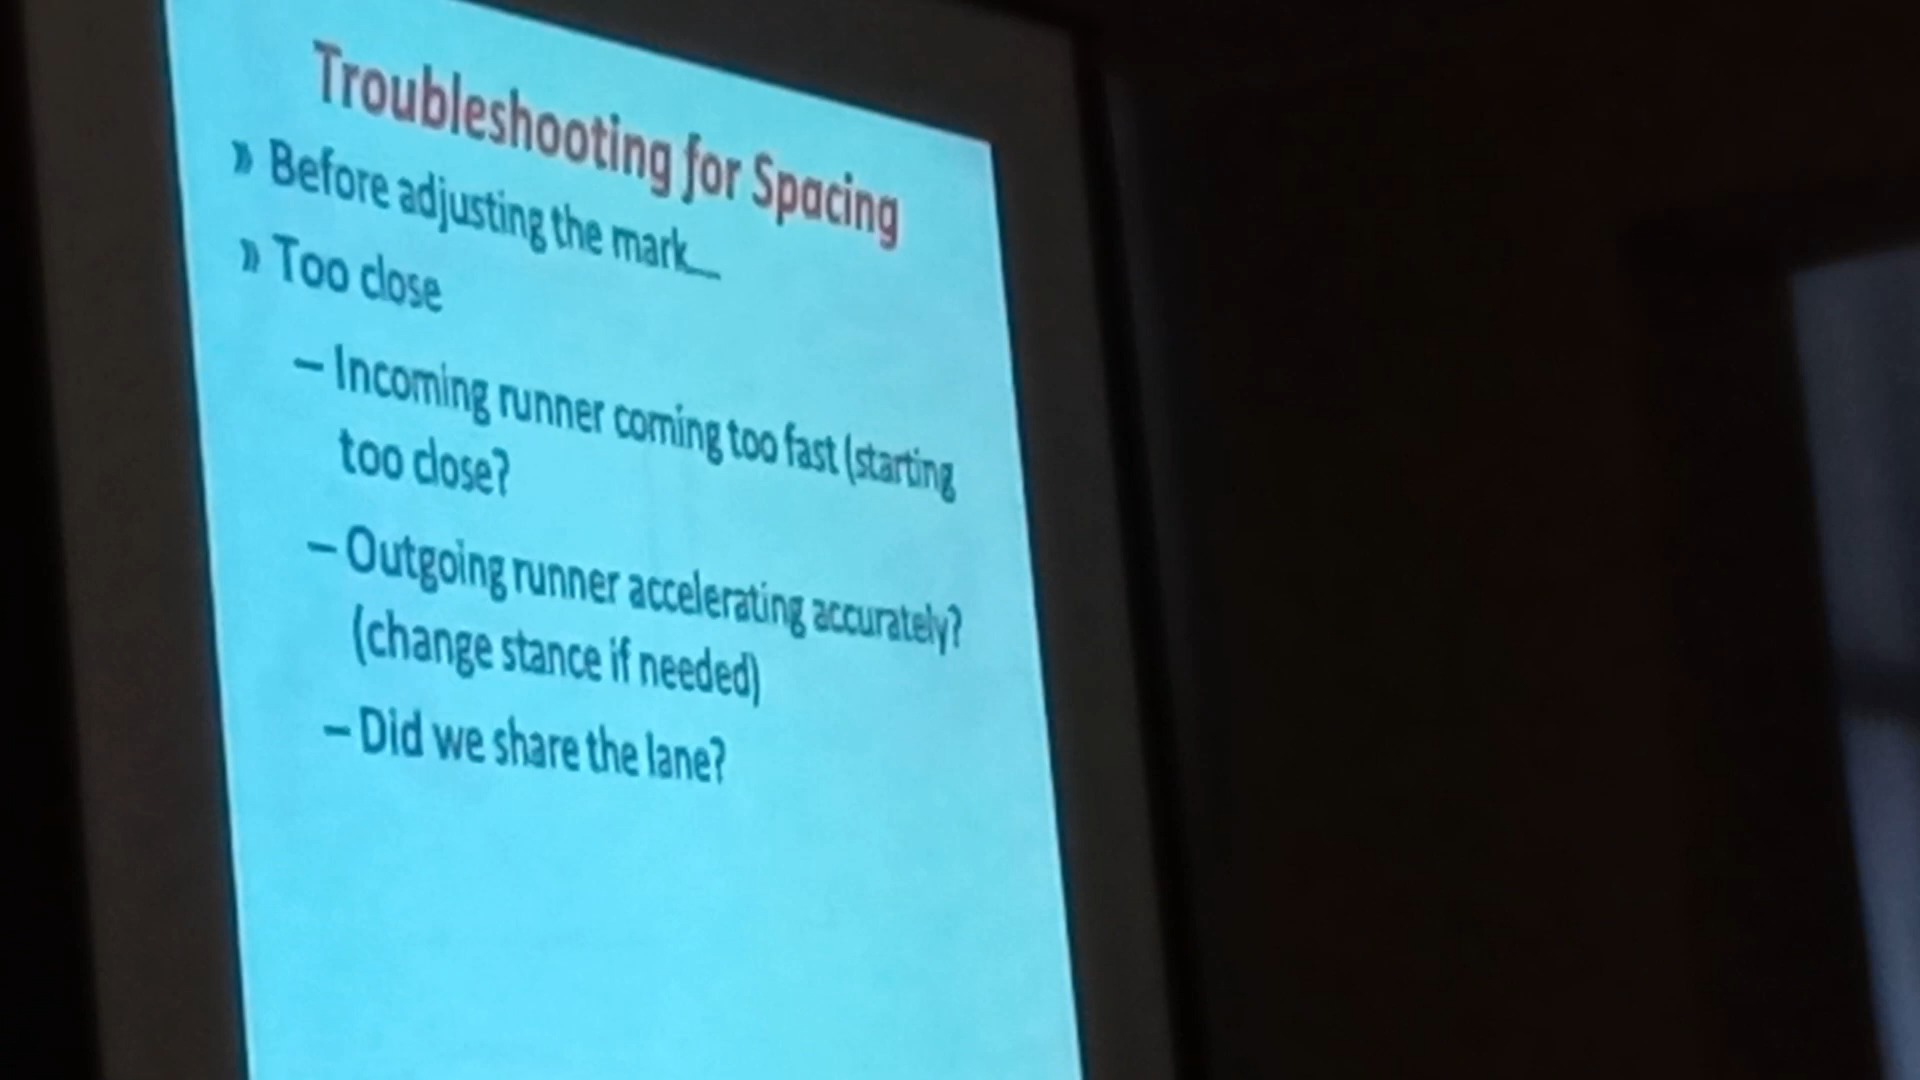 Troubleshooting for Spacing
» Before adjusting the mark...
» Too close
– Incoming runner coming too fast (starting
too close?
– Outgoing runner accelerating accurately?
(change stance if needed)
– Did we share the lane?